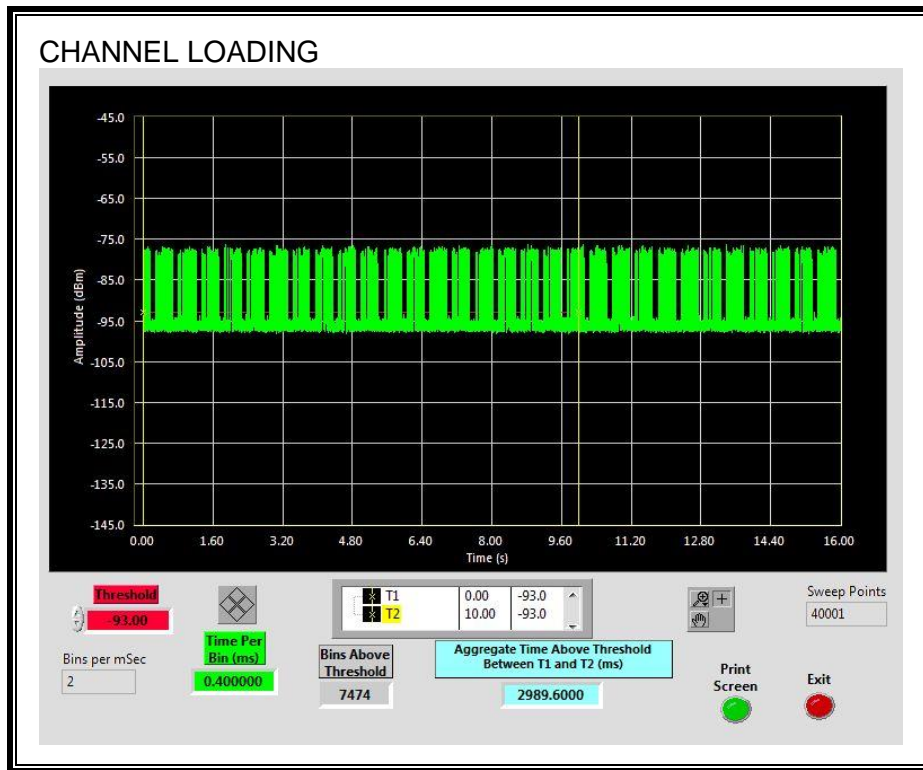 CHANNEL LOADING
-45.0
-55.0
-65.0
-75.0
-85.0
-95.0
-105.0
-115.0
-125.0
-135.0
-145.0
Amplitude (dBm)
0.00 1.60 3.20 4.80 6.40 8.00 9.60 11.20 12.80 14.40 16.00
Time (s)
Threshold
-93.00
Bins per mSec
2
Time Per
Bin (ms)
0.400000
T1 0.00 -93.0
T2 10.00 -93.0
Bins Above
Threshold
7474
Aggregate Time Above Threshold
Between T1 and T2 (ms)
2989.6000
Sweep Points
40001
Print
Screen
Exit